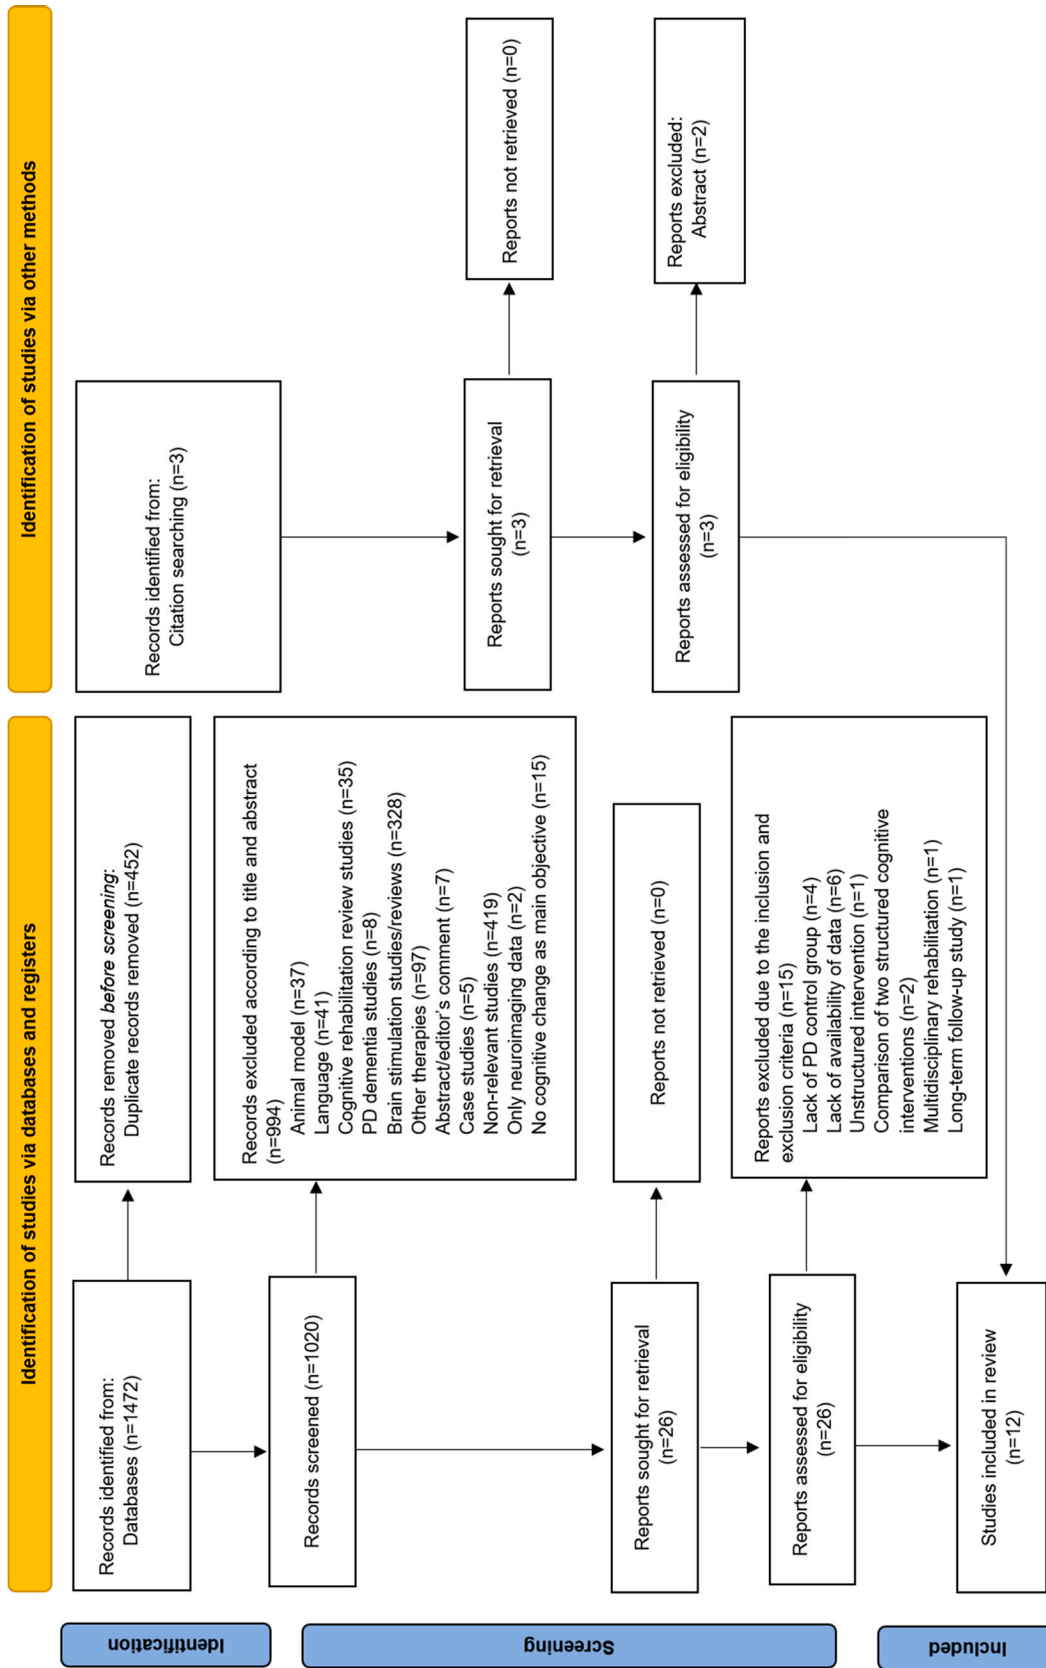 Identification of studies via databases and registers
Identification of studies via other methods
Identification
Records identified from:
Databases (n=1472)
Records removed before screening:
Duplicate records removed (n=452)
Records identified from:
Citation searching (n=3)
Screening
Records screened (n=1020)
Records excluded according to title and abstract
(n=994)
Animal model (n=37)
Language (n=41)
Cognitive rehabilitation review studies (n=35)
PD dementia studies (n=8)
Brain stimulation studies/reviews (n=328)
Other therapies (n=97)
Abstract/editor's comment (n=7)
Case studies (n=5)
Non-relevant studies (n=419)
Only neuroimaging data (n=2)
No cognitive change as main objective (n=15)
Reports sought for retrieval
(n=26)
Reports not retrieved (n=0)
Reports sought for retrieval
(n=3)
Reports not retrieved (n=0)
Reports assessed for eligibility
(n=26)
Reports excluded due to the inclusion and
exclusion criteria (n=15)
Lack of PD control group (n=4)
Lack of availability of data (n=6)
Unstructured intervention (n=1)
Comparison of two structured cognitive
interventions (n=2)
Multidisciplinary rehabilitation (n=1)
Long-term follow-up study (n=1)
Reports assessed for eligibility
(n=3)
Reports excluded:
Abstract (n=2)
Included
Studies included in review
(n=12)